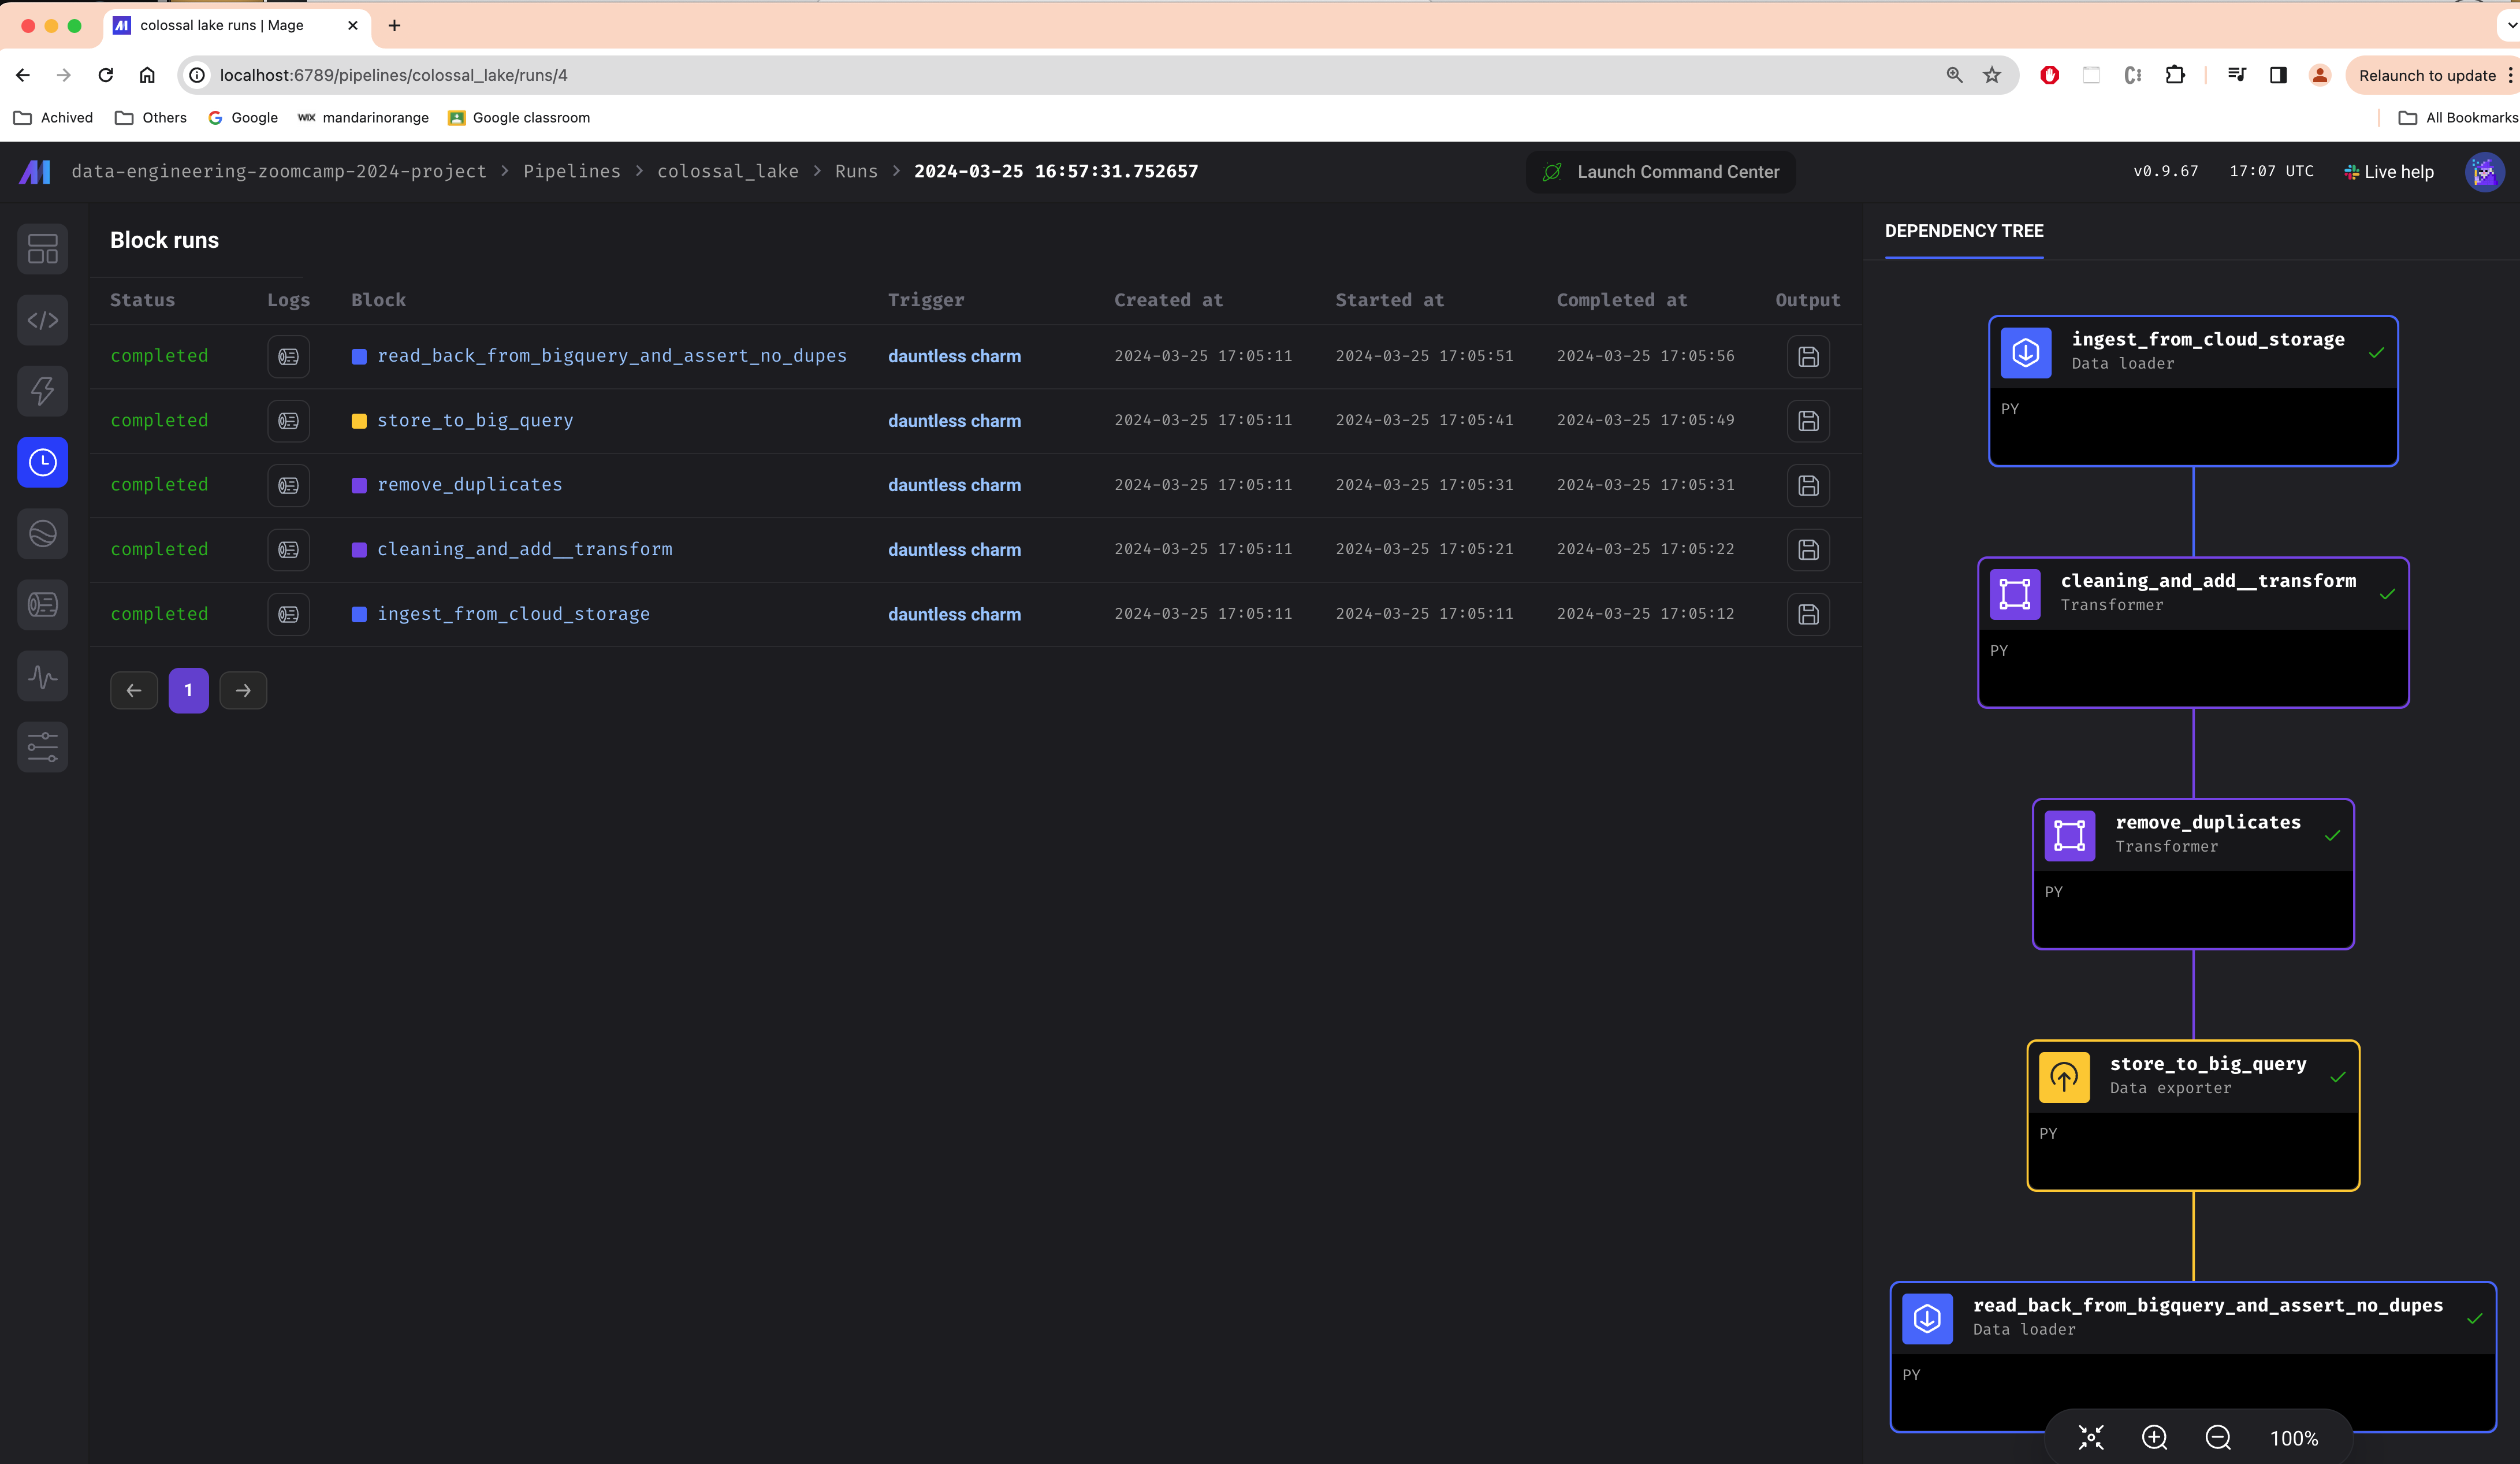 colossal lake runs | Mage
localhost:6789/pipelines/colossal_lake/runs/4
Relaunch to update
Achived
Others
Google
WIX mandarinorange
Google classroom
All Bookmarks
data-engineering-zoomcamp-2024-project > Pipelines > colossal_lake > Runs > 2024-03-25 16:57:31.752657
Launch Command Center
v0.9.67
17:07 UTC
Live help
Block runs
Status Logs Block Trigger Created at Started at Completed at Output
completed read_back_from_bigquery_and_assert_no_dupes dauntless charm 2024-03-25 17:05:11 2024-03-25 17:05:51 2024-03-25 17:05:56
completed store_to_big_query dauntless charm 2024-03-25 17:05:11 2024-03-25 17:05:41 2024-03-25 17:05:49
completed remove_duplicates dauntless charm 2024-03-25 17:05:11 2024-03-25 17:05:31 2024-03-25 17:05:31
completed cleaning_and_add__transform dauntless charm 2024-03-25 17:05:11 2024-03-25 17:05:21 2024-03-25 17:05:22
completed ingest_from_cloud_storage dauntless charm 2024-03-25 17:05:11 2024-03-25 17:05:11 2024-03-25 17:05:12
1
DEPENDENCY TREE
ingest_from_cloud_storage
Data loader
PY
cleaning_and_add__transform
Transformer
PY
remove_duplicates
Transformer
PY
store_to_big_query
Data exporter
PY
read_back_from_bigquery_and_assert_no_dupes
Data loader
PY
100%